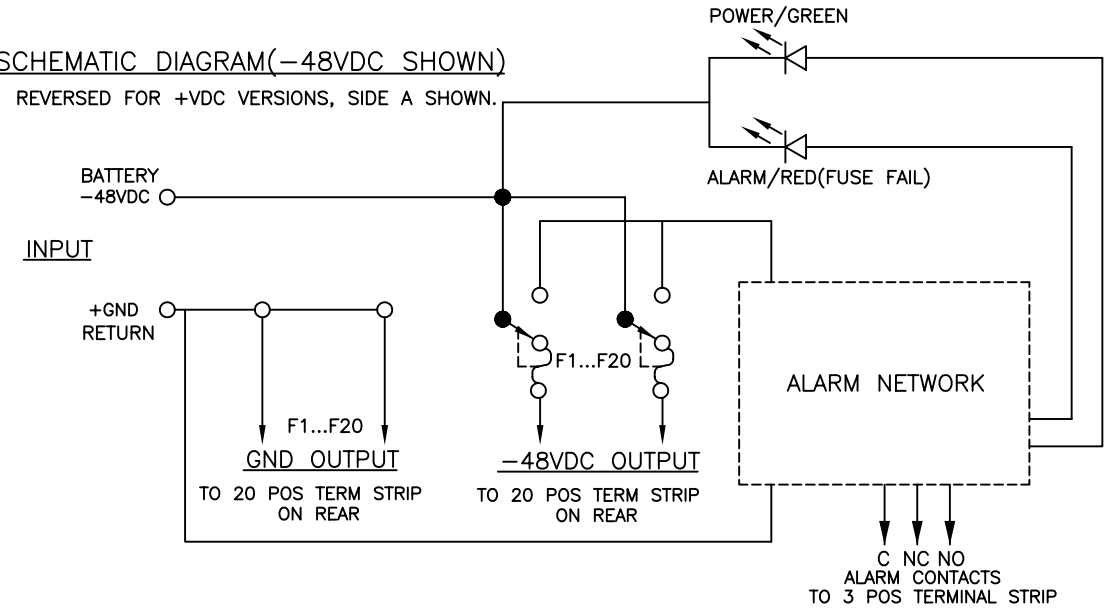 POWER/GREEN
SCHEMATIC DIAGRAM(-48VDC SHOWN)
REVERSED FOR +VDC VERSIONS, SIDE A SHOWN.
ALARM/RED(FUSE FAIL)
BATTERY
-48VDC
INPUT
+GND
RETURN
F1...F20
ALARM NETWORK
F1...F20
GND OUTPUT
TO 20 POS TERM STRIP
ON REAR
-48VDC OUTPUT
TO 20 POS TERM STRIP
ON REAR
C NC NO
ALARM CONTACTS
TO 3 POS TERMINAL STRIP